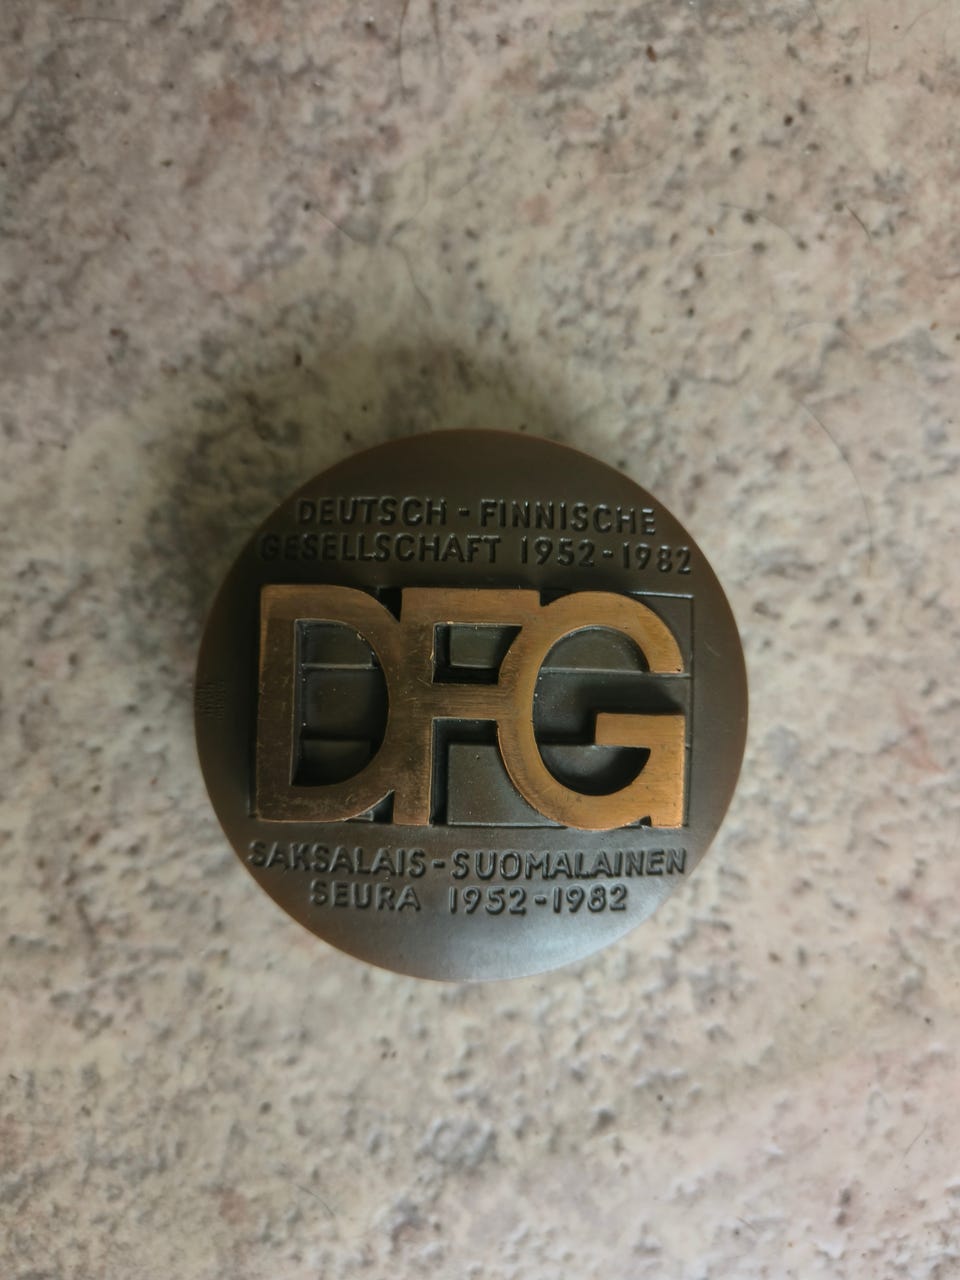 DEUTSCH - FINNISCHE
GESELLSCHAFT 1952-1982
DFG
SAKSALAIS-SUOMALAINEN
SEURA 1952-1982